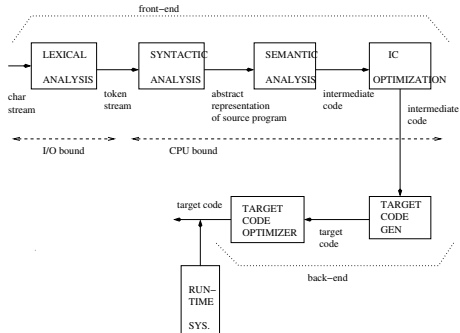 front-end
LEXICAL
ANALYSIS
SYNTACTIC
ANALYSIS
SEMANTIC
ANALYSIS
IC
OPTIMIZATION
char
stream
token
stream
abstract
representation
of source program
intermediate
code
intermediate
code
I/O bound
CPU bound
target code
TARGET
CODE
OPTIMIZER
target
code
TARGET
CODE
GEN
back-end
RUN-
TIME
SYS.